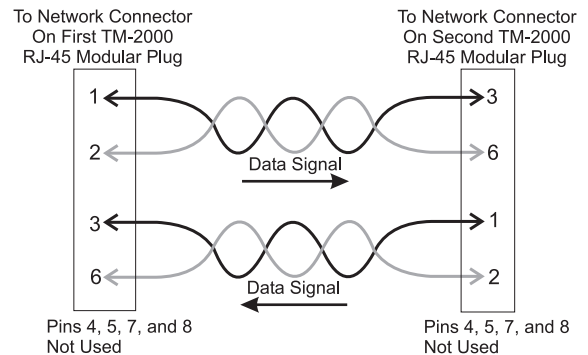 To Network Connector
On First TM-2000
RJ-45 Modular Plug
To Network Connector
On Second TM-2000
RJ-45 Modular Plug
1
3
2
6
Data Signal
3
1
6
2
Data Signal
Pins 4, 5, 7, and 8
Not Used
Pins 4, 5, 7, and 8
Not Used